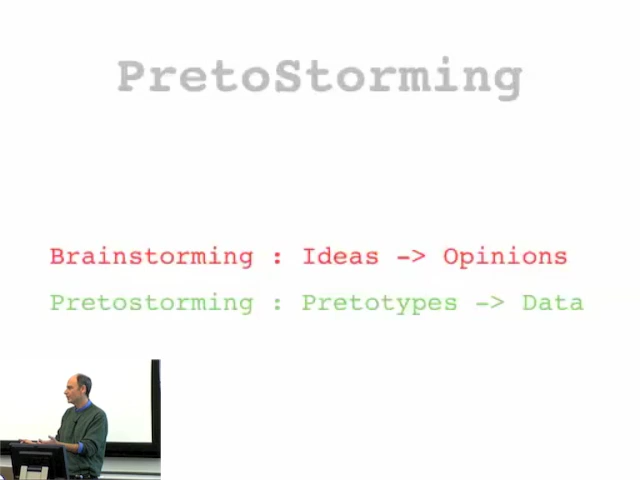 PretoStorming
Brainstorming : Ideas -> Opinions
Pretostorming : Pretotypes -> Data